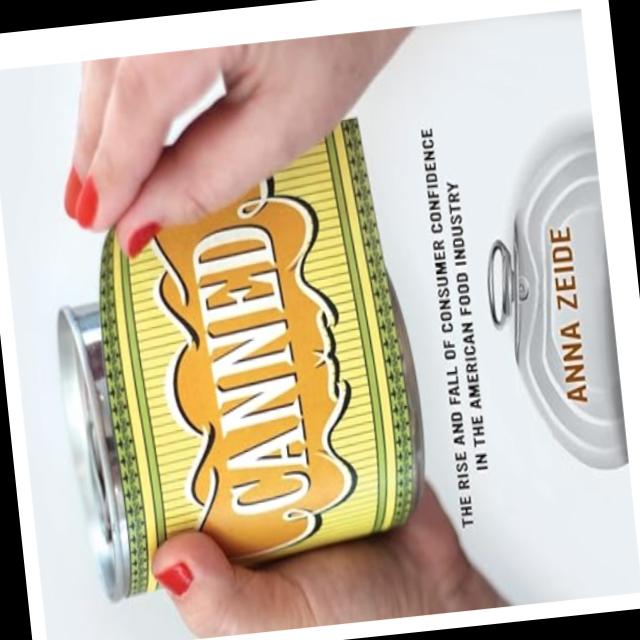 CANNED
THE RISE AND FALL OF CONSUMER CONFIDENCE
IN THE AMERICAN FOOD INDUSTRY
ANNA ZEIDE